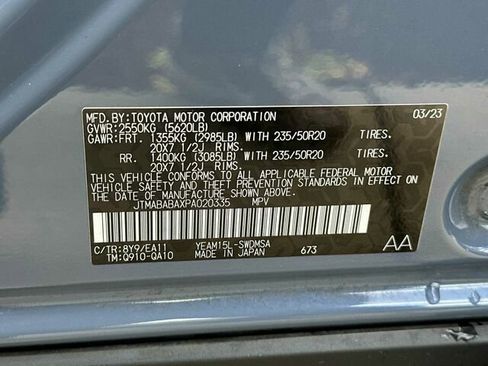 MFD. BY: TOYOTA MOTOR CORPORATION 03/23
GVWR: 2550KG (5620LB)
GAWR: FRT. 1355KG (2985LB) WITH 235/50R20 TIRES.
20X7 1/2J RIMS.
RR. 1400KG (3085LB) WITH 235/50R20 TIRES.
20X7 1/2J RIMS.
THIS VEHICLE CONFORMS TO ALL APPLICABLE FEDERAL MOTOR
VEHICLE SAFETY AND THEFT PREVENTION STANDARDS IN EFFECT ON
THE DATE OF MANUFACTURE SHOWN ABOVE.
JTMABABAXPA020335 MPV
C/TR: 8Y9/EA11 YEAM15L-SWDMSA
TM: Q910-QA10 MADE IN JAPAN 673 AA